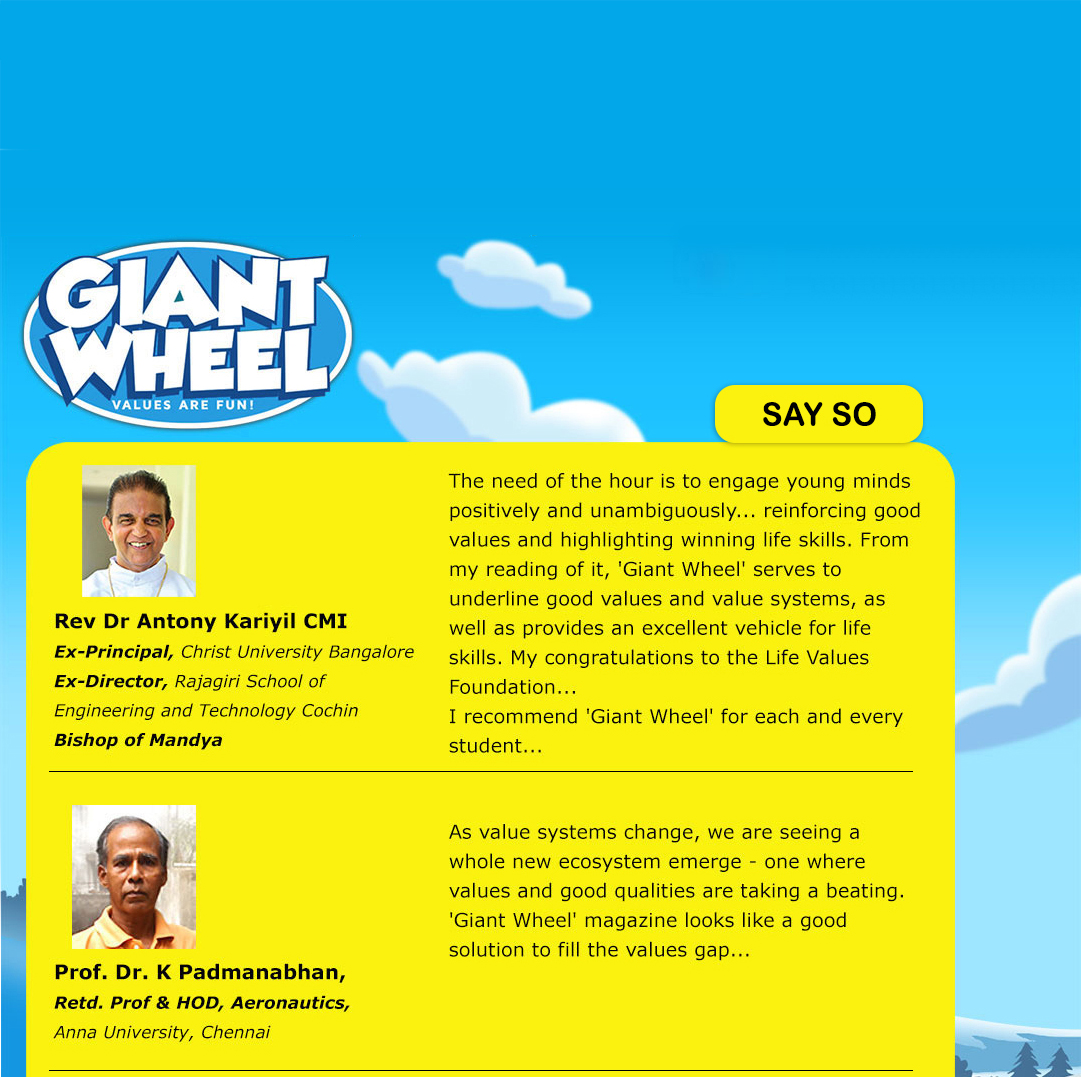 GIANT
WHEEL
VALUES ARE FUN!
SAY SO
Rev Dr Antony Kariyil CMI
Ex-Principal, Christ University Bangalore
Ex-Director, Rajagiri School of
Engineering and Technology Cochin
Bishop of Mandya
The need of the hour is to engage young minds
positively and unambiguously... reinforcing good
values and highlighting winning life skills. From
my reading of it, 'Giant Wheel' serves to
underline good values and value systems, as
well as provides an excellent vehicle for life
skills. My congratulations to the Life Values
Foundation...
I recommend 'Giant Wheel' for each and every
student...
Prof. Dr. K Padmanabhan,
Retd. Prof & HOD, Aeronautics,
Anna University, Chennai
As value systems change, we are seeing a
whole new ecosystem emerge - one where
values and good qualities are taking a beating.
'Giant Wheel' magazine looks like a good
solution to fill the values gap...